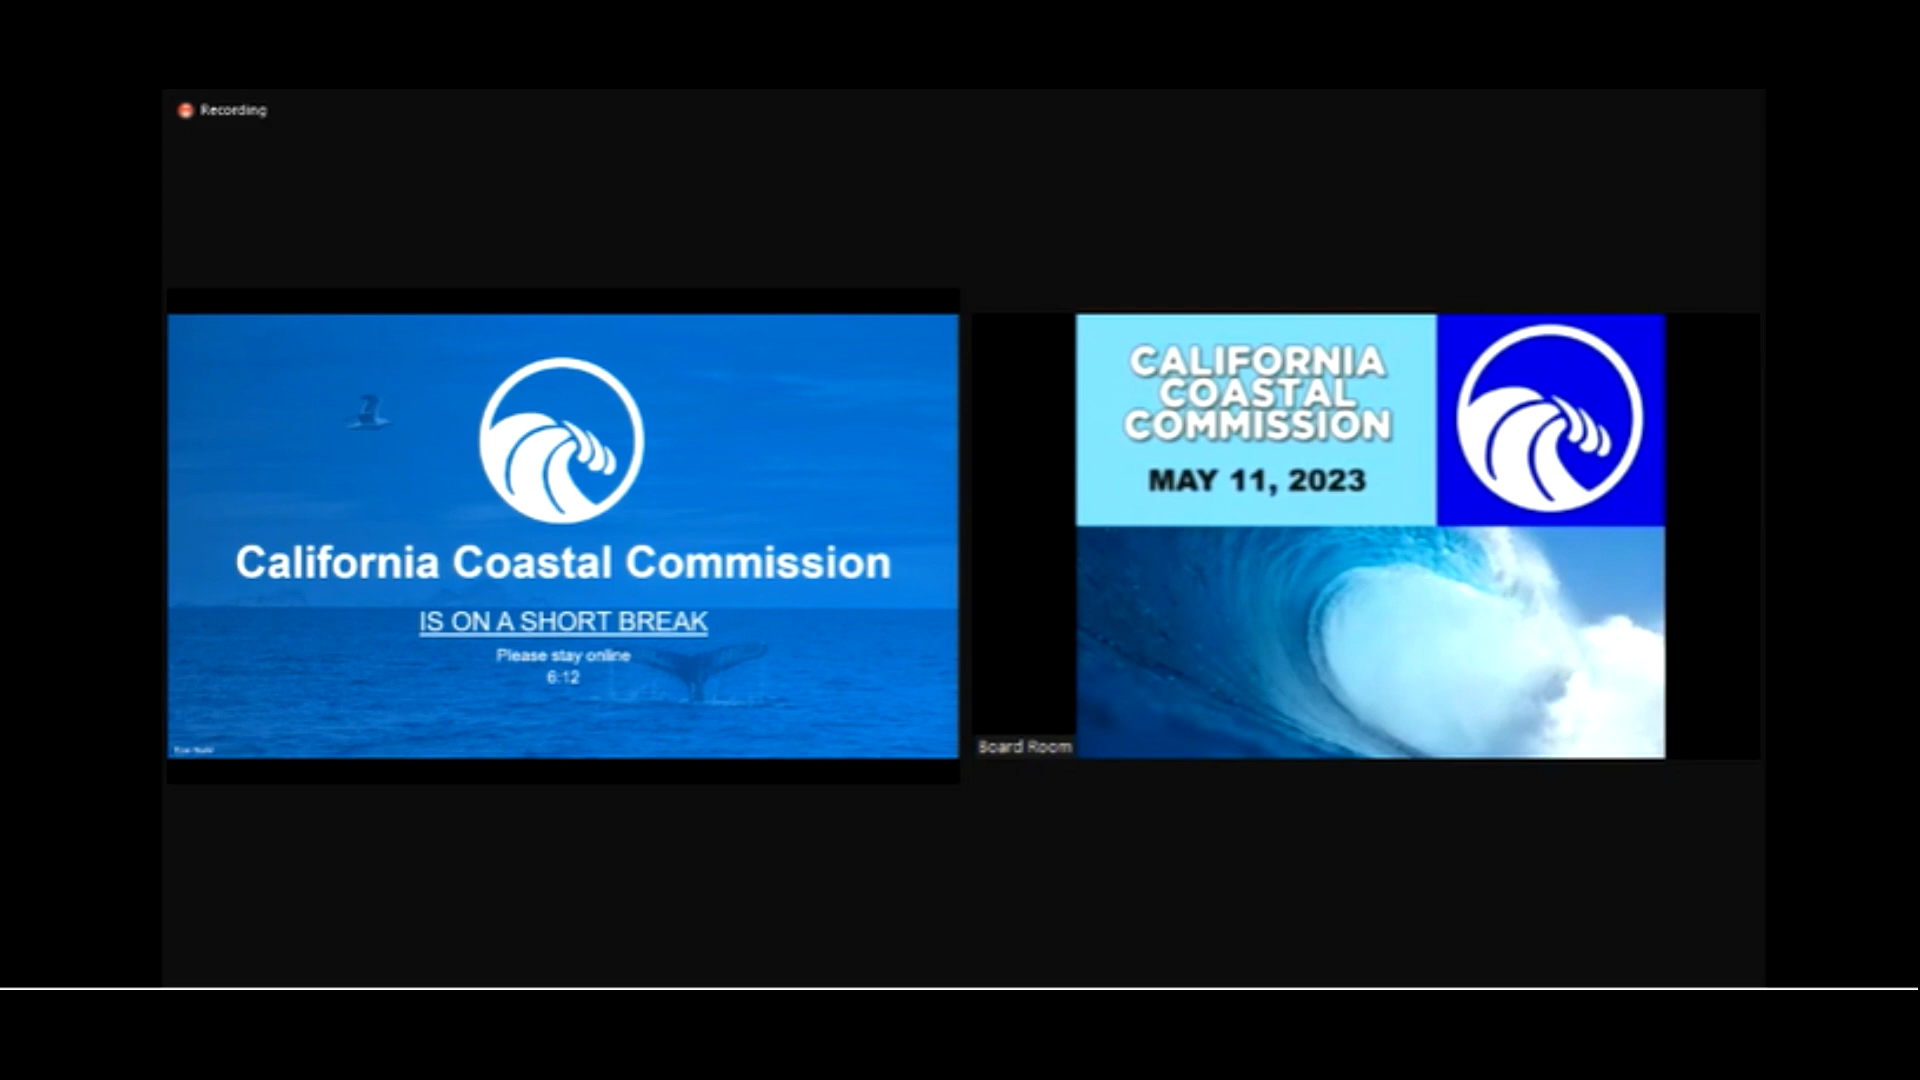 Recording
California Coastal Commission
IS ON A SHORT BREAK
Please stay online
6:12
CALIFORNIA
COASTAL
COMMISSION
MAY 11, 2023
Board Room